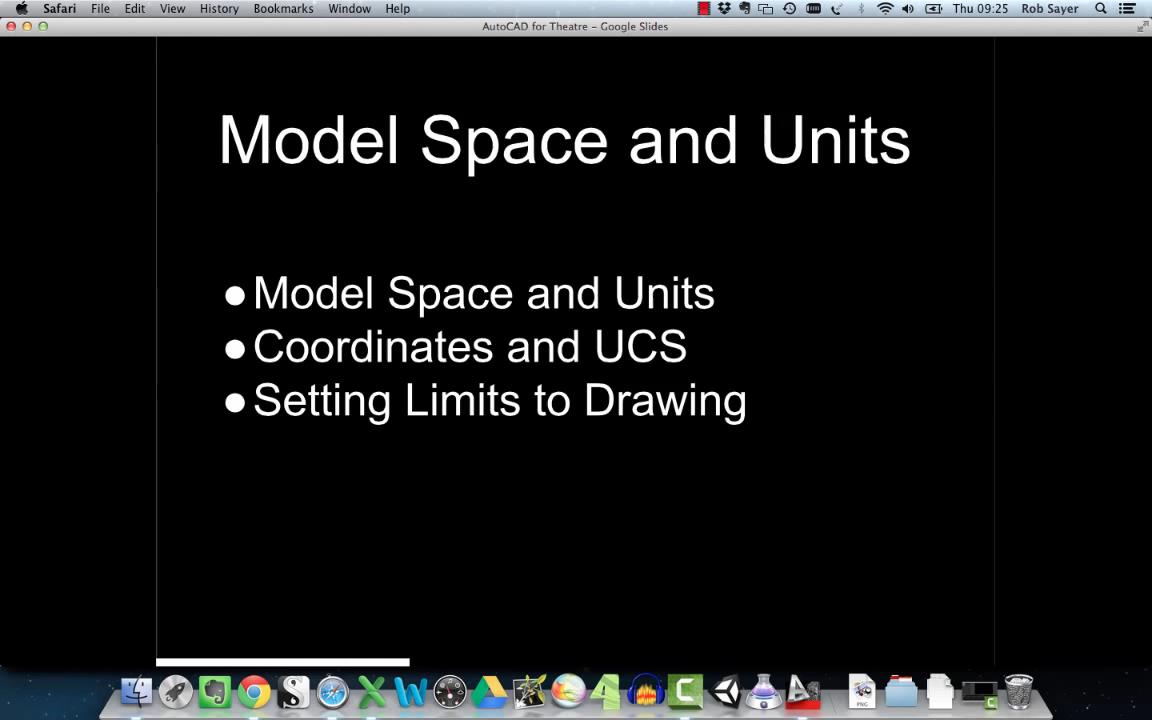 Safari File Edit View History Bookmarks Window Help Thu 09:25 Rob Sayer
AutoCAD for Theatre – Google Slides
Model Space and Units
● Model Space and Units
● Coordinates and UCS
● Setting Limits to Drawing
PNG